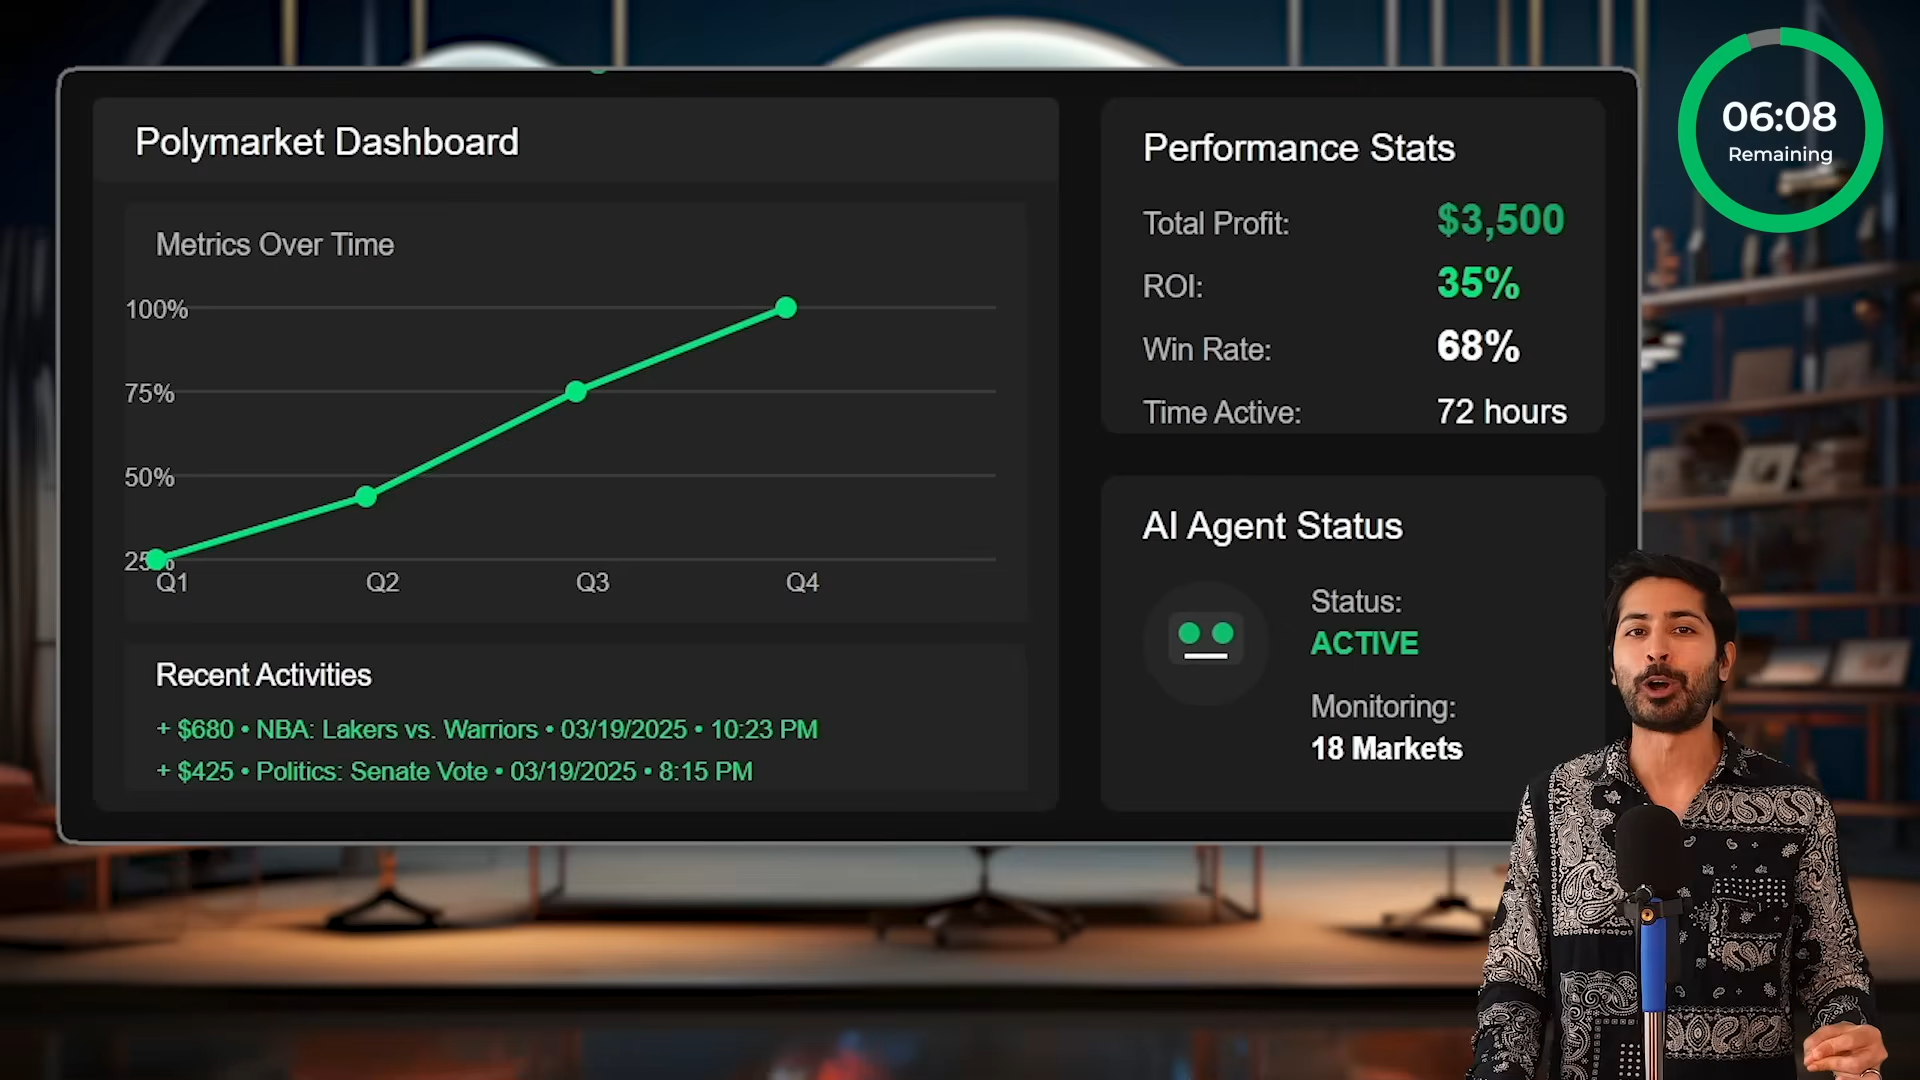 Polymarket Dashboard
Metrics Over Time
100%
75%
50%
25%
Q1
Q2
Q3
Q4
Recent Activities
+ $680 • NBA: Lakers vs. Warriors • 03/19/2025 • 10:23 PM
+ $425 • Politics: Senate Vote • 03/19/2025 • 8:15 PM
Performance Stats
Total Profit: $3,500
ROI: 35%
Win Rate: 68%
Time Active: 72 hours
AI Agent Status
Status:
ACTIVE
Monitoring:
18 Markets
06:08
Remaining